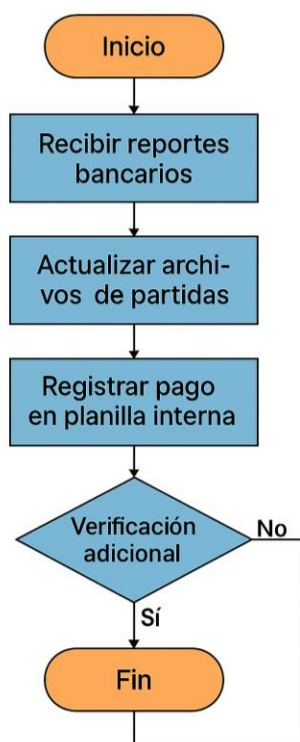 Inicio
Recibir reportes
bancarios
Actualizar archi-
vos de partidas
Registrar pago
en planilla interna
Verificación
adicional
No
Sí
Fin